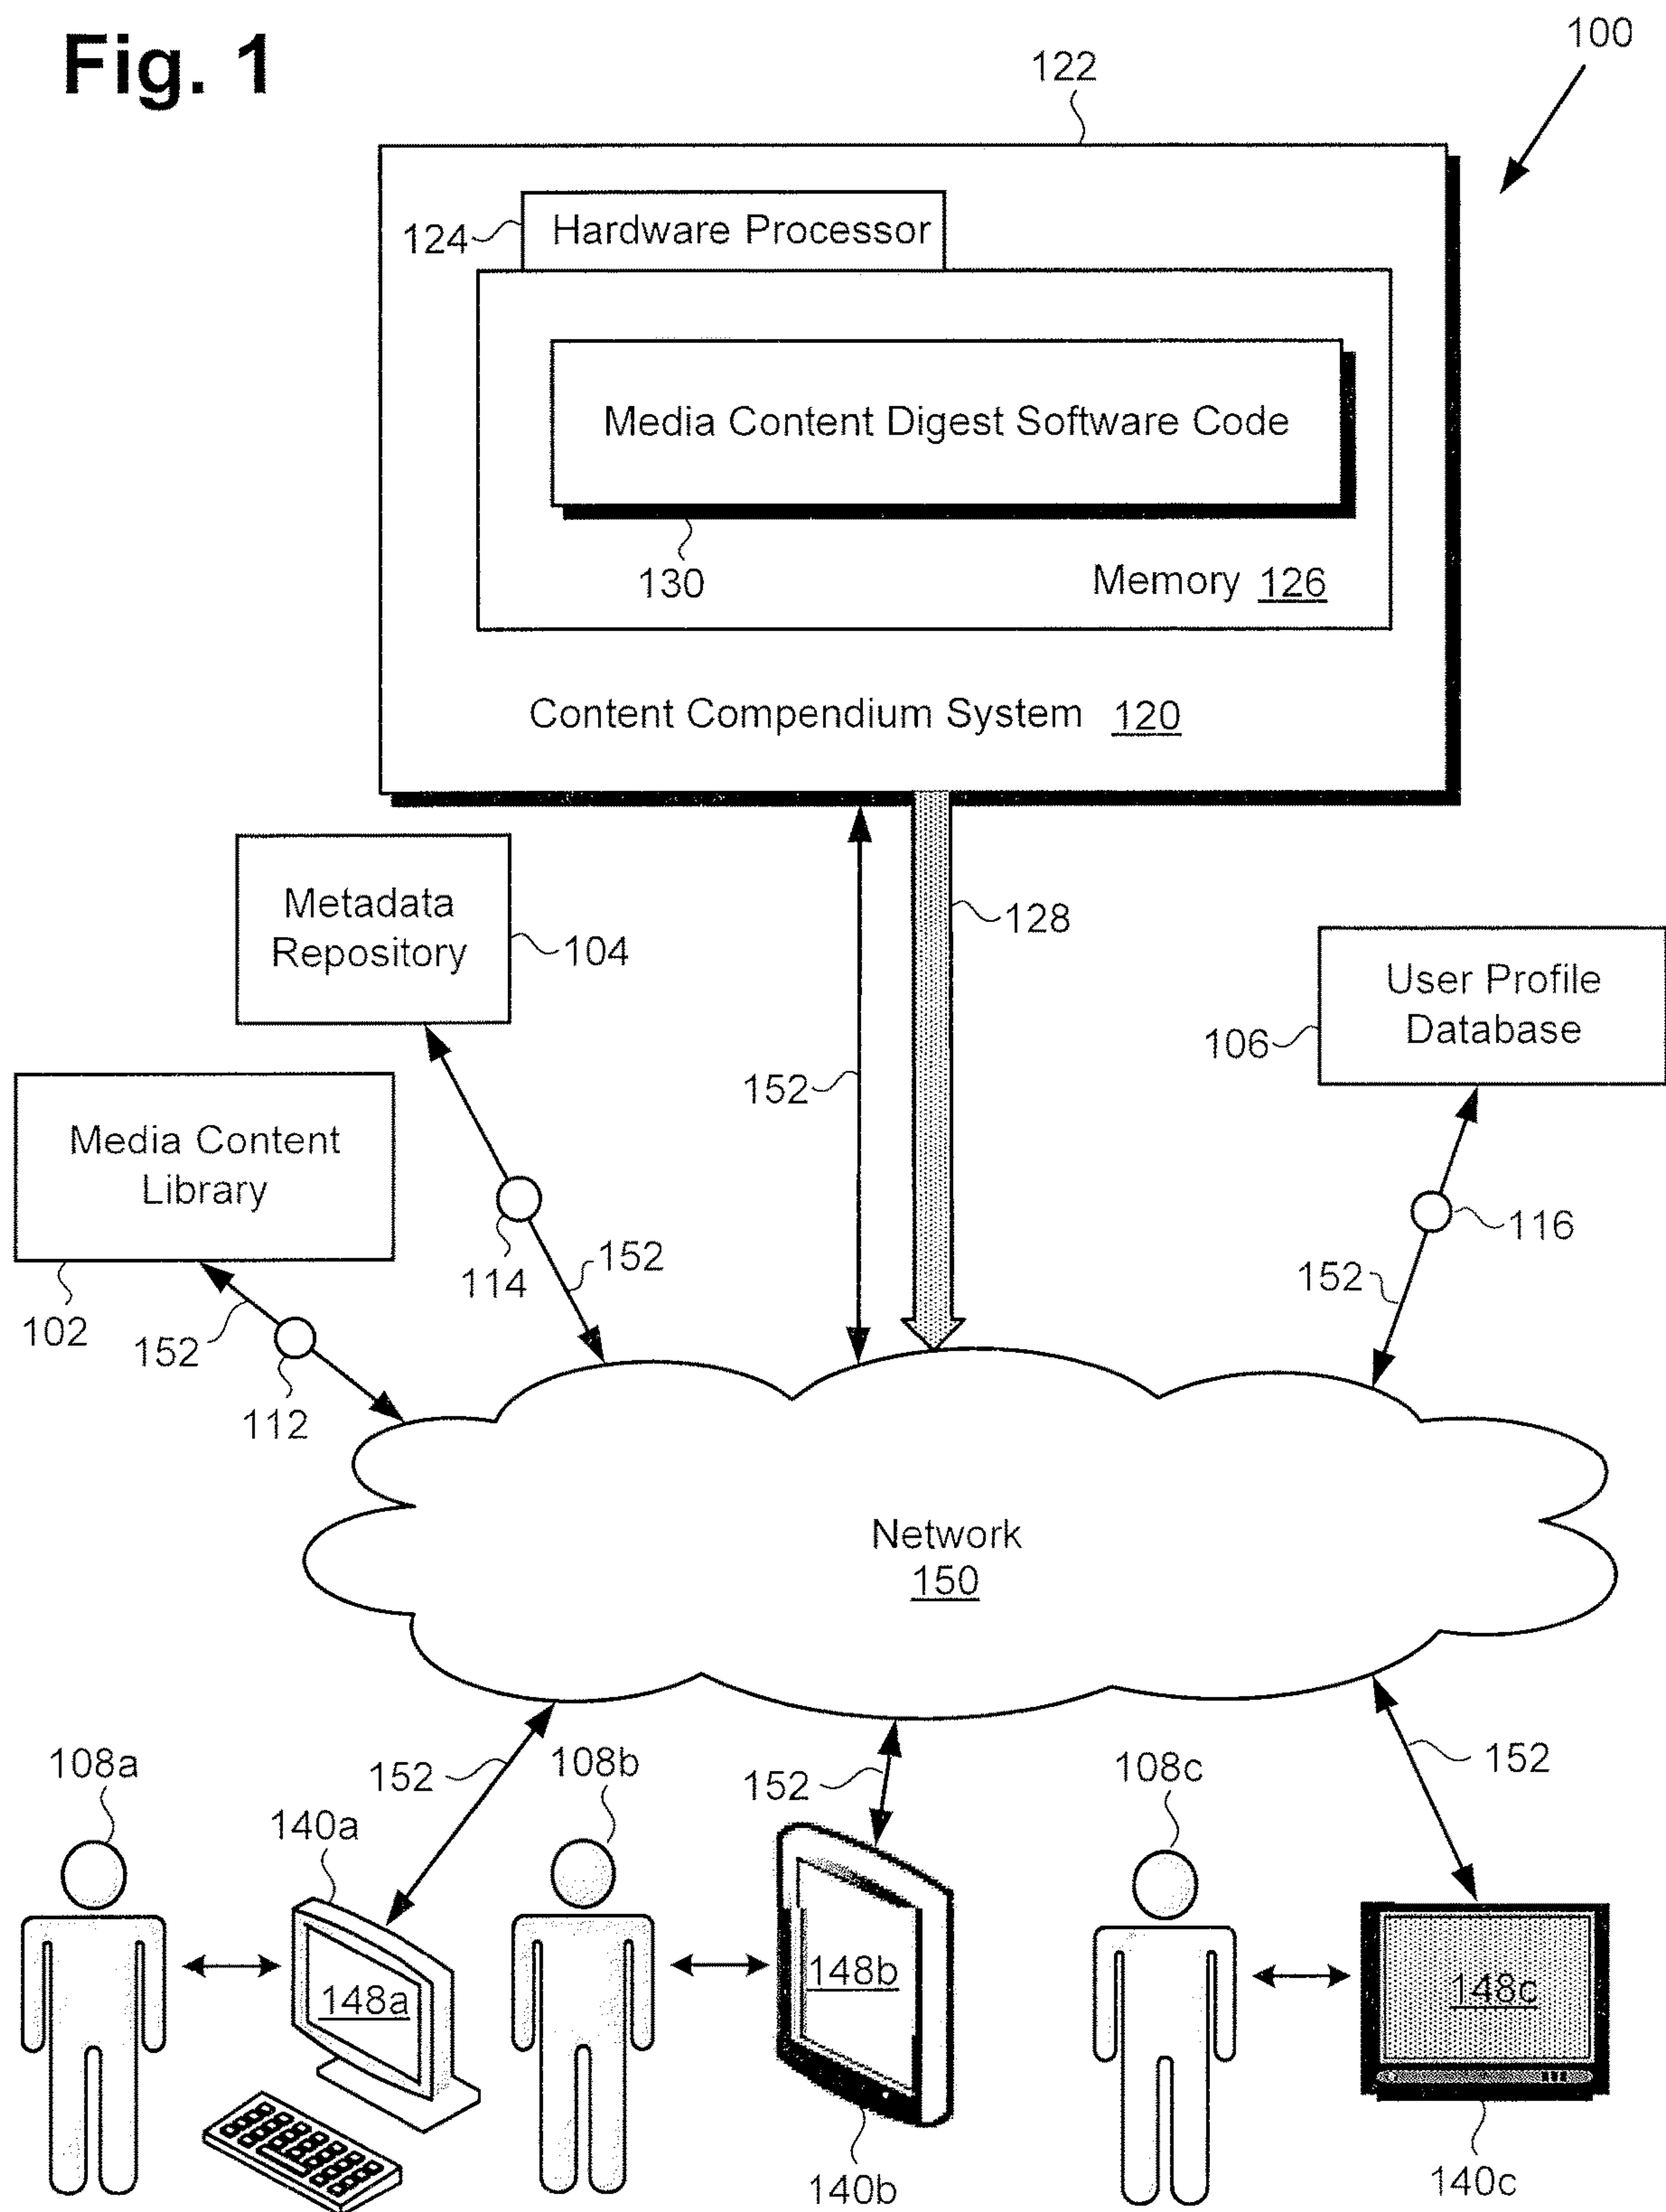 Fig. 1
100
122
124
Hardware Processor
Media Content Digest Software Code
130
Memory 126
Content Compendium System 120
Metadata
Repository
104
128
User Profile
Database
106
152
Media Content
Library
102
152
112
114
152
116
152
Network
150
108a
152
140a
148a
108b
152
148b
140b
108c
152
148c
140c